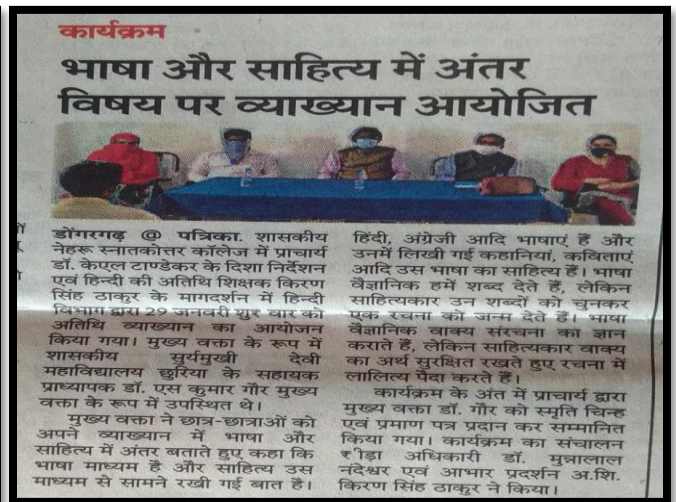 कार्यक्रम
भाषा और साहित्य में अंतर
विषय पर व्याख्यान आयोजित
डोंगरगढ़ @ पत्रिका. शासकीय
नेहरू स्नातकोत्तर कॉलेज में प्राचार्य
डॉ. केएल टाण्डेकर के दिशा निर्देशन
एवं हिन्दी की अतिथि शिक्षक किरण
सिंह ठाकुर के मागदर्शन में हिन्दी
विभाग द्वारा 29 जनवरी शुर वार को
अतिथि व्याख्यान का आयोजन
किया गया। मुख्य वक्ता के रूप में
शासकीय सुर्यमुखी देवी
महाविद्यालय छुरिया के सहायक
प्राध्यापक डॉ. एस कुमार गौर मुख्य
वक्ता के रूप में उपस्थित थे।
मुख्य वक्ता ने छात्र-छात्राओं को
अपने व्याख्यान में भाषा और
साहित्य में अंतर बताते हुए कहा कि
भाषा माध्यम है और साहित्य उस
माध्यम से सामने रखी गई बात है।
हिंदी, अंग्रेजी आदि भाषाएं हैं और
उनमें लिखी गई कहानियां, कविताएं
आदि उस भाषा का साहित्य हैं। भाषा
वैज्ञानिक हमें शब्द देते हैं, लेकिन
साहित्यकार उन शब्दों को चुनकर
एक रचना को जन्म देते हैं। भाषा
वैज्ञानिक वाक्य संरचना का ज्ञान
कराते हैं, लेकिन साहित्यकार वाक्य
का अर्थ सुरक्षित रखते हुए रचना में
लालित्य पैदा करते हैं।
कार्यक्रम के अंत में प्राचार्य द्वारा
मुख्य वक्ता डॉ. गौर को स्मृति चिन्ह
एवं प्रमाण पत्र प्रदान कर सम्मानित
किया गया। कार्यक्रम का संचालन
अधिकारी डॉ. मुन्नालाल
नंदेश्वर एवं आभार प्रदर्शन अ.शि.
किरण सिंह ठाकुर ने किया।